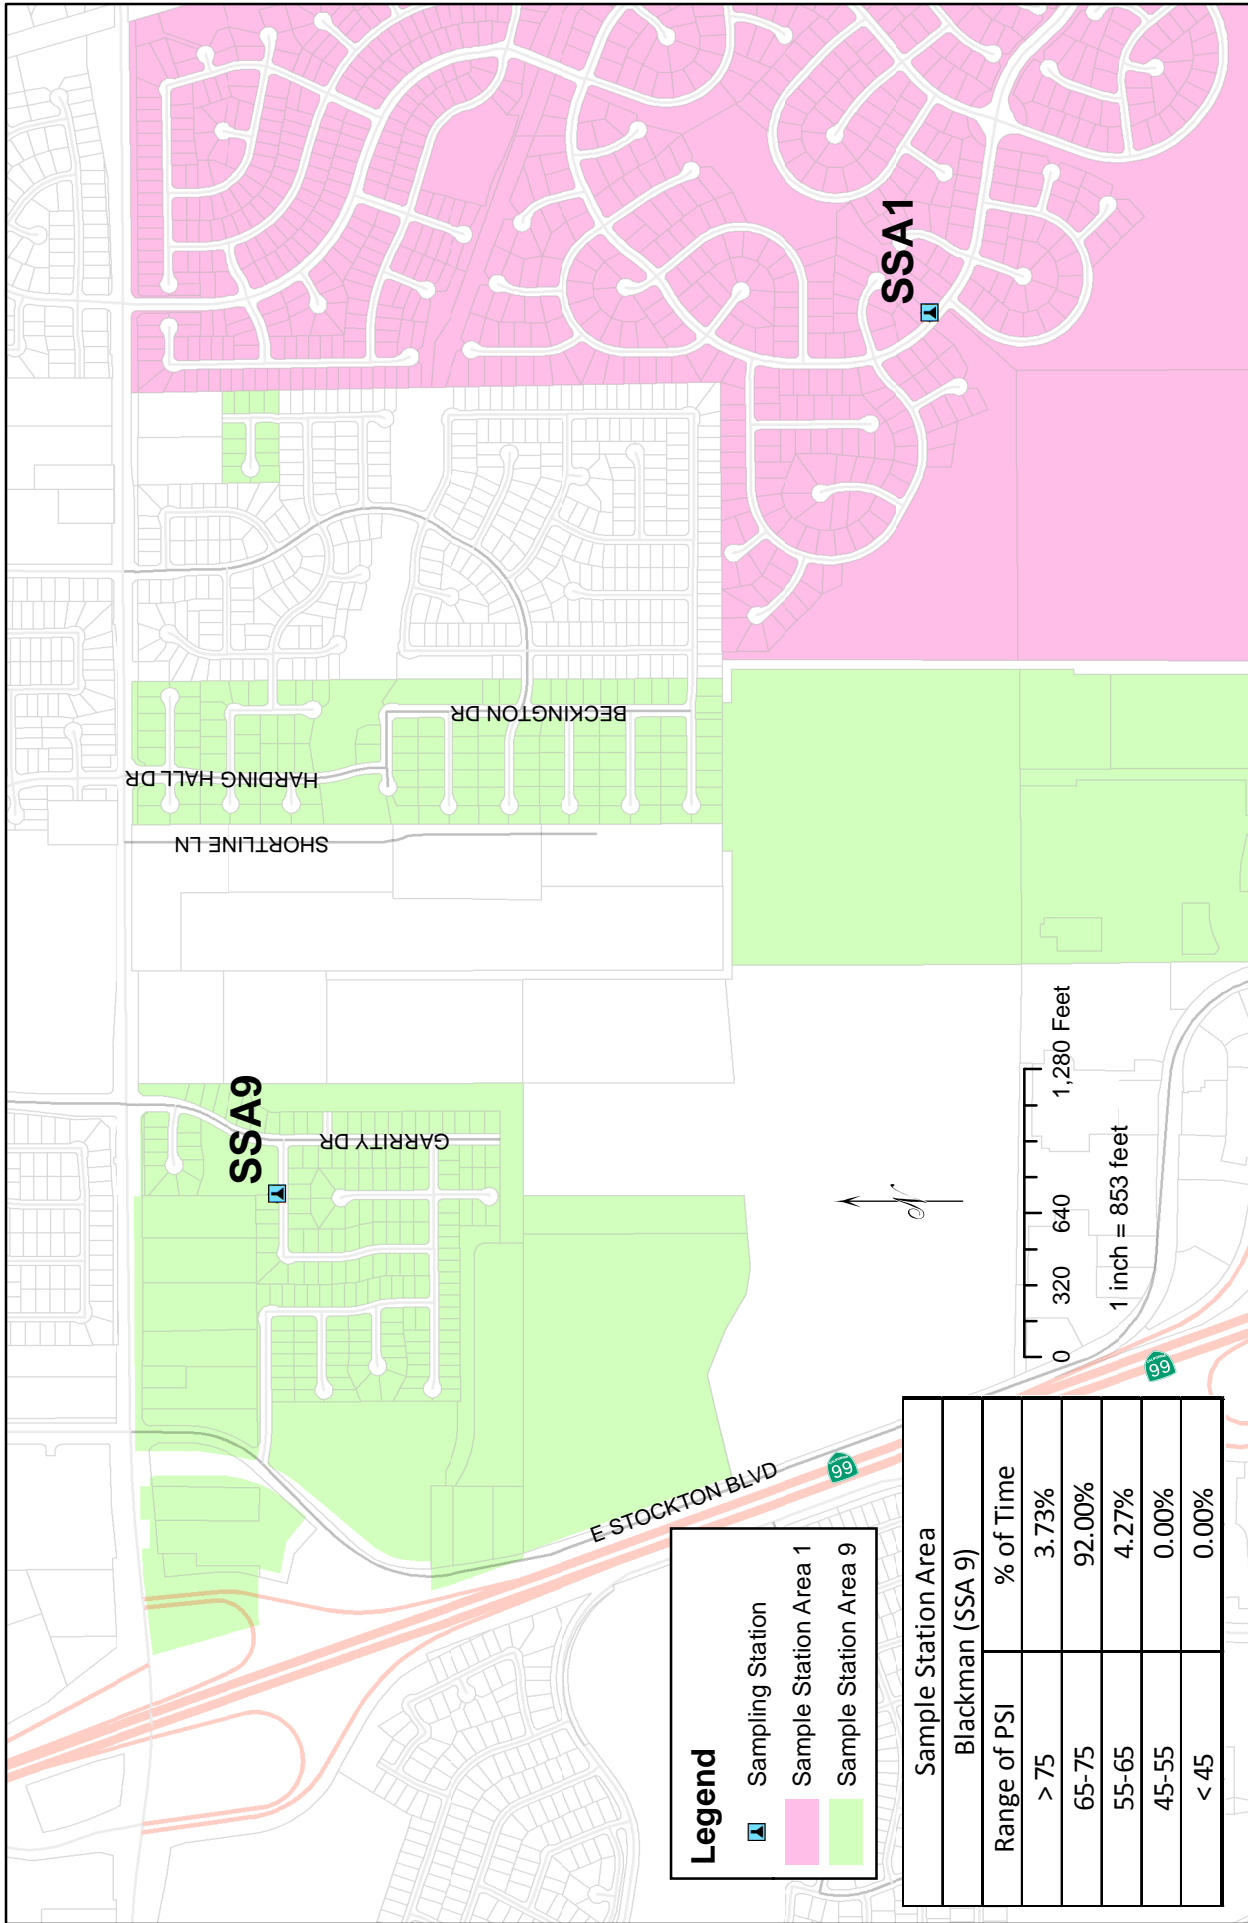 SSA9
SSA1
HARDING HALL DR
BECKINGTON DR
SHORTLINE LN
GARRITY DR
E STOCKTON BLVD
99
99
N
0 320 640 1,280 Feet
1 inch = 853 feet
Legend
Sampling Station
Sample Station Area 1
Sample Station Area 9
Sample Station Area
Blackman (SSA 9)
Range of PSI % of Time
>75 3.73%
65-75 92.00%
55-65 4.27%
45-55 0.00%
<45 0.00%